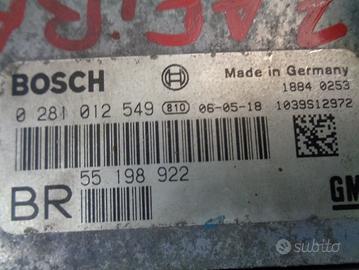 ZAFIRA
BOSCH
Made in Germany
1884 0253
0 281 012 549 810 06-05-18 1039S12972
55 198 922
BR
GM
subito